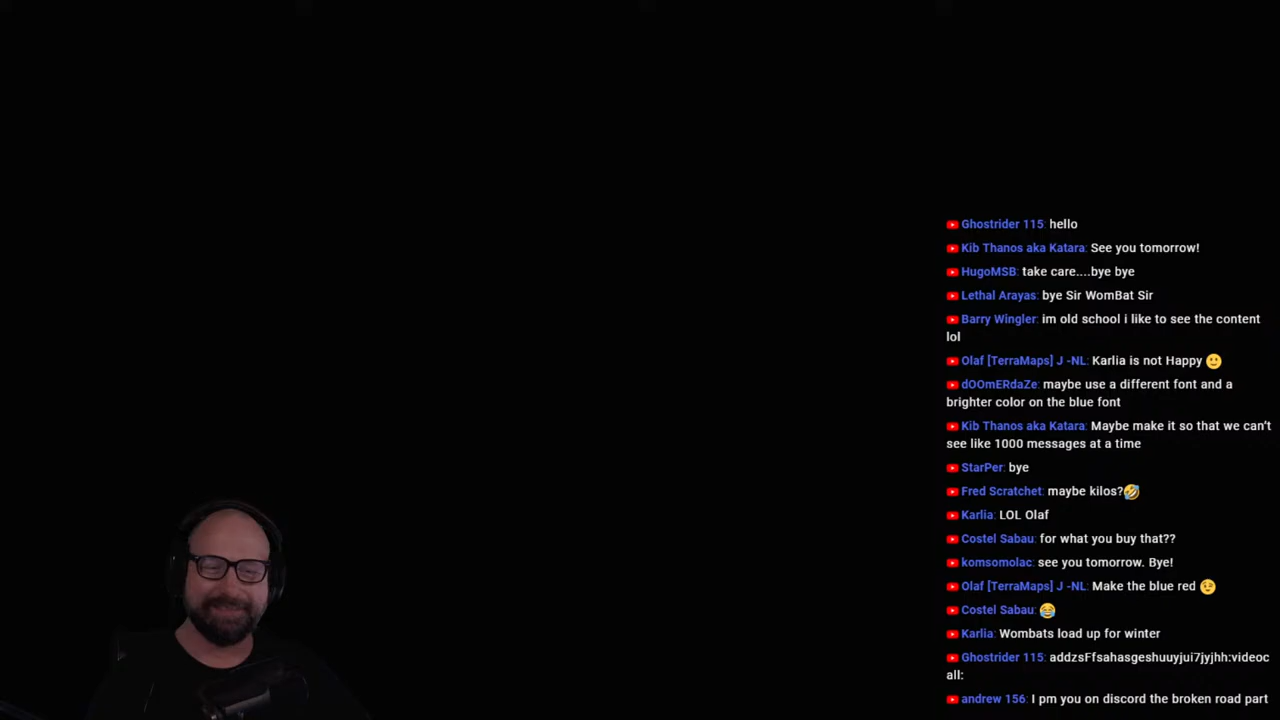 Ghostrider 115: hello
Kib Thanos aka Katara: See you tomorrow!
HugoMSB: take care....bye bye
Lethal Arayas: bye Sir WomBat Sir
Barry Wingler: im old school i like to see the content
lol
Olaf [TerraMaps] J -NL: Karlia is not Happy 🙂
dOOmERdaZe: maybe use a different font and a
brighter color on the blue font
Kib Thanos aka Katara: Maybe make it so that we can't
see like 1000 messages at a time
StarPer: bye
Fred Scratchet: maybe kilos?🤣
Karlia: LOL Olaf
Costel Sabau: for what you buy that??
komsomolac: see you tomorrow. Bye!
Olaf [TerraMaps] J -NL: Make the blue red 😉
Costel Sabau: 😂
Karlia: Wombats load up for winter
Ghostrider 115: addzsFfsahasgeshuuyjui7jyjhh:videoc
all:
andrew 156: I pm you on discord the broken road part